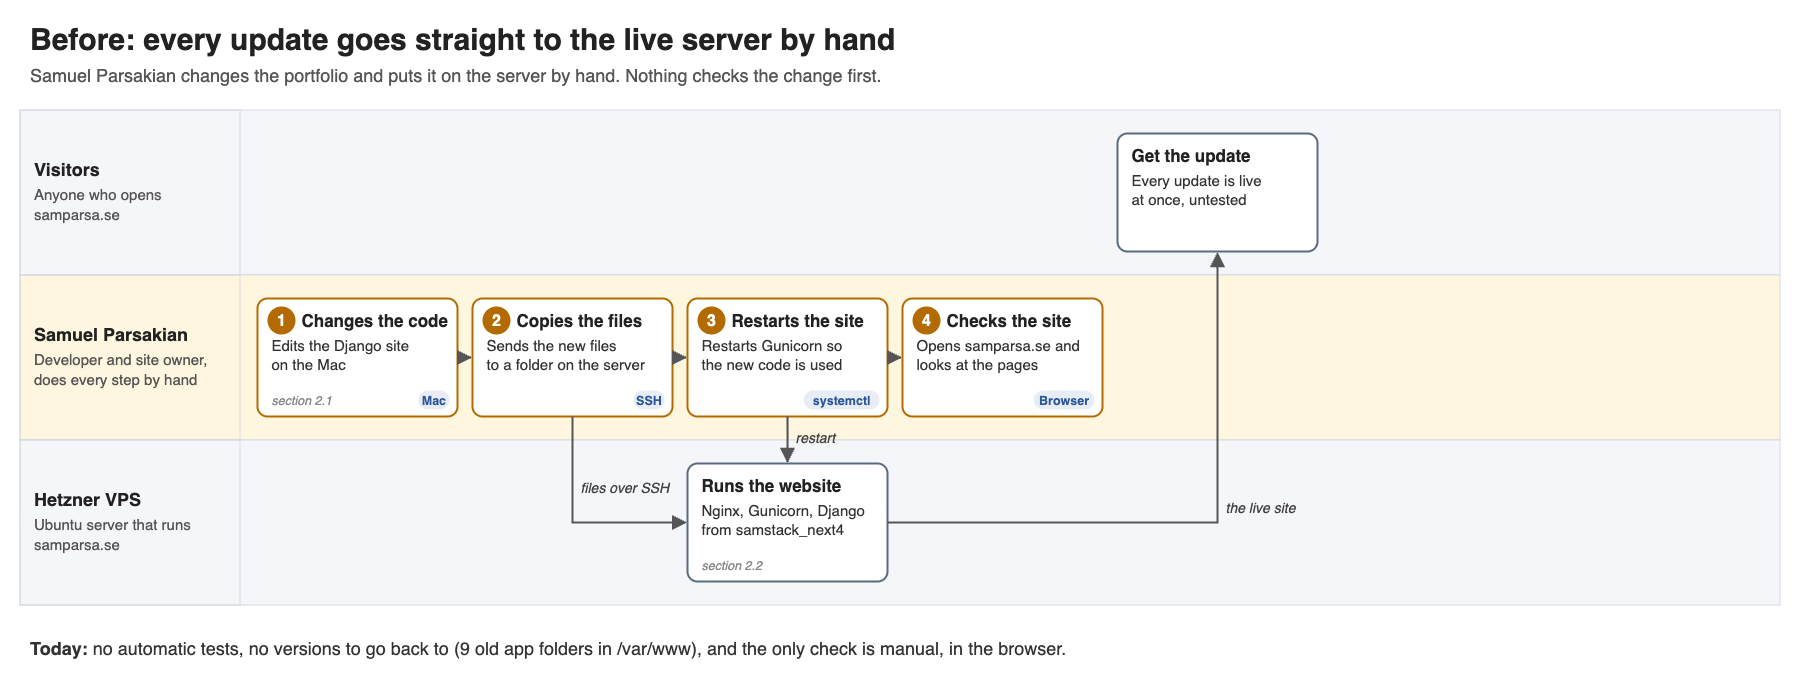 Before: every update goes straight to the live server by hand
Samuel Parsakian changes the portfolio and puts it on the server by hand. Nothing checks the change first.
Visitors
Anyone who opens
samparsa.se
Get the update
Every update is live
at once, untested
Samuel Parsakian
Developer and site owner,
does every step by hand
1 Changes the code
Edits the Django site
on the Mac
section 2.1
Mac
2 Copies the files
Sends the new files
to a folder on the server
SSH
3 Restarts the site
Restarts Gunicorn so
the new code is used
systemctl
4 Checks the site
Opens samparsa.se and
looks at the pages
Browser
restart
files over SSH
Hetzner VPS
Ubuntu server that runs
samparsa.se
Runs the website
Nginx, Gunicorn, Django
from samstack_next4
section 2.2
the live site
Today: no automatic tests, no versions to go back to (9 old app folders in /var/www), and the only check is manual, in the browser.